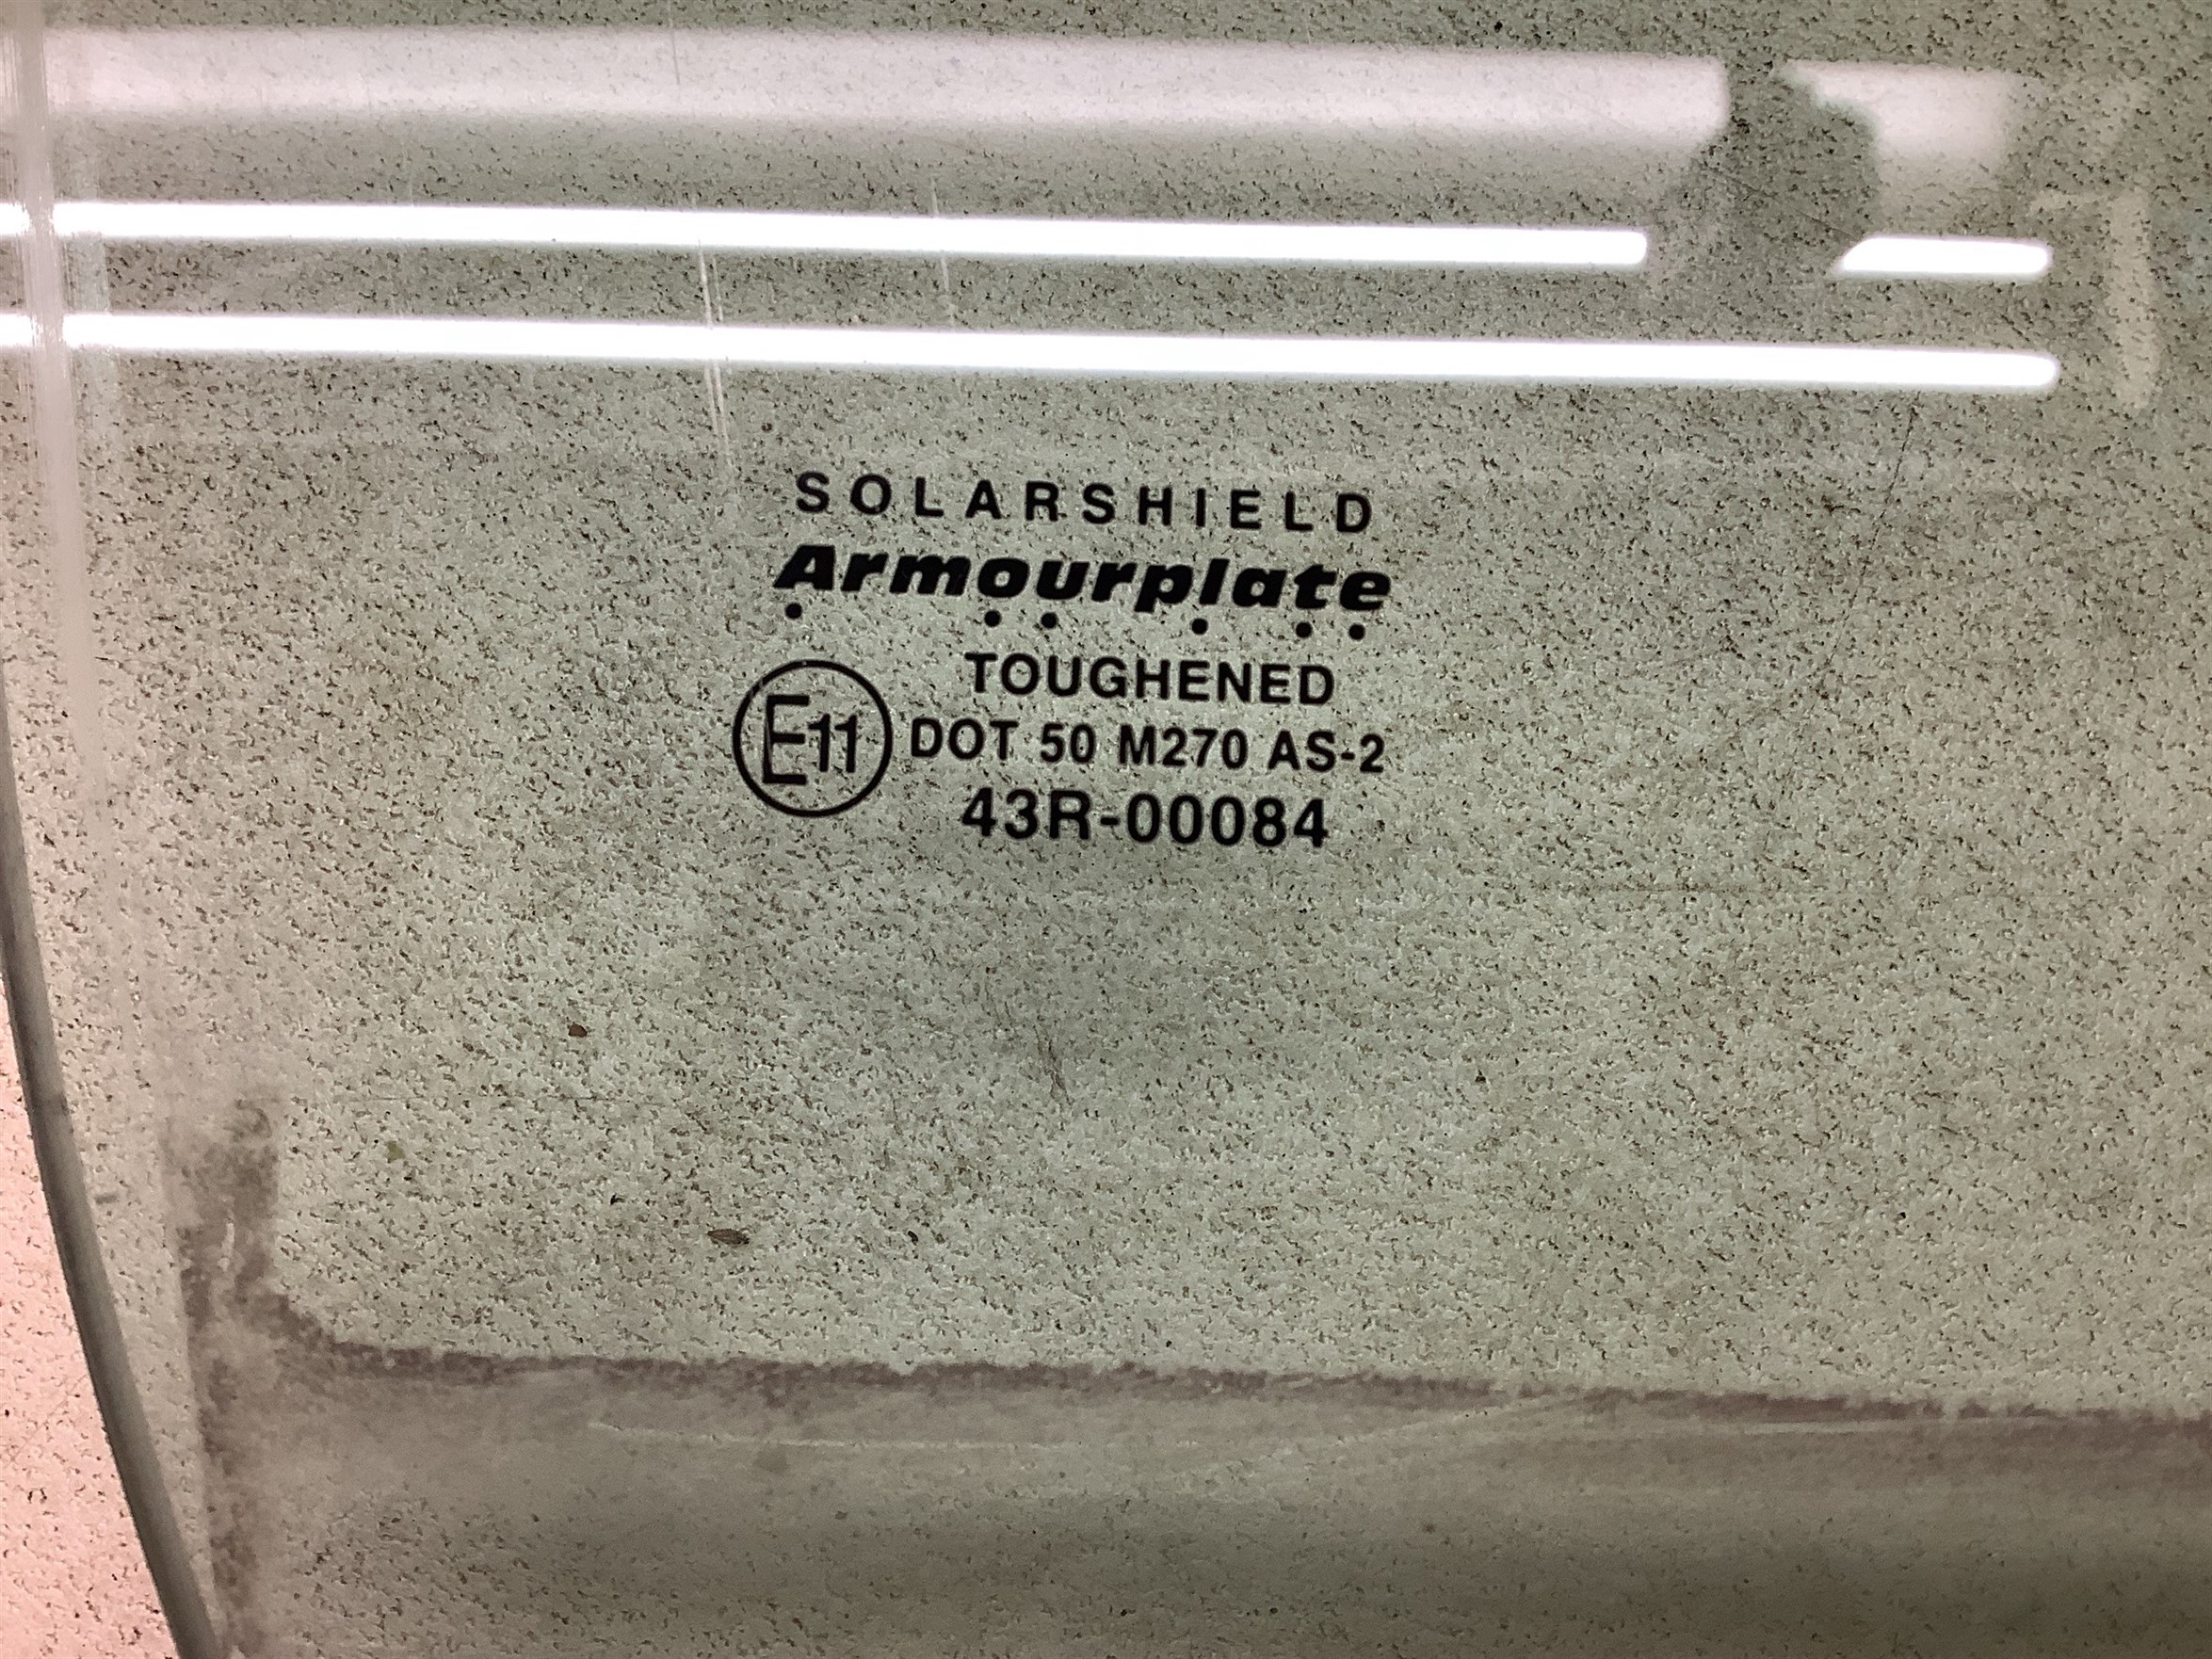 SOLARSHIELD
Armourplate
TOUGHENED
E11 DOT 50 M270 AS-2
43R-00084